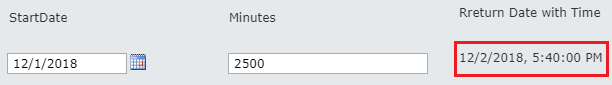 StartDate
Minutes
Rreturn Date with Time
12/1/2018
2500
12/2/2018, 5:40:00 PM